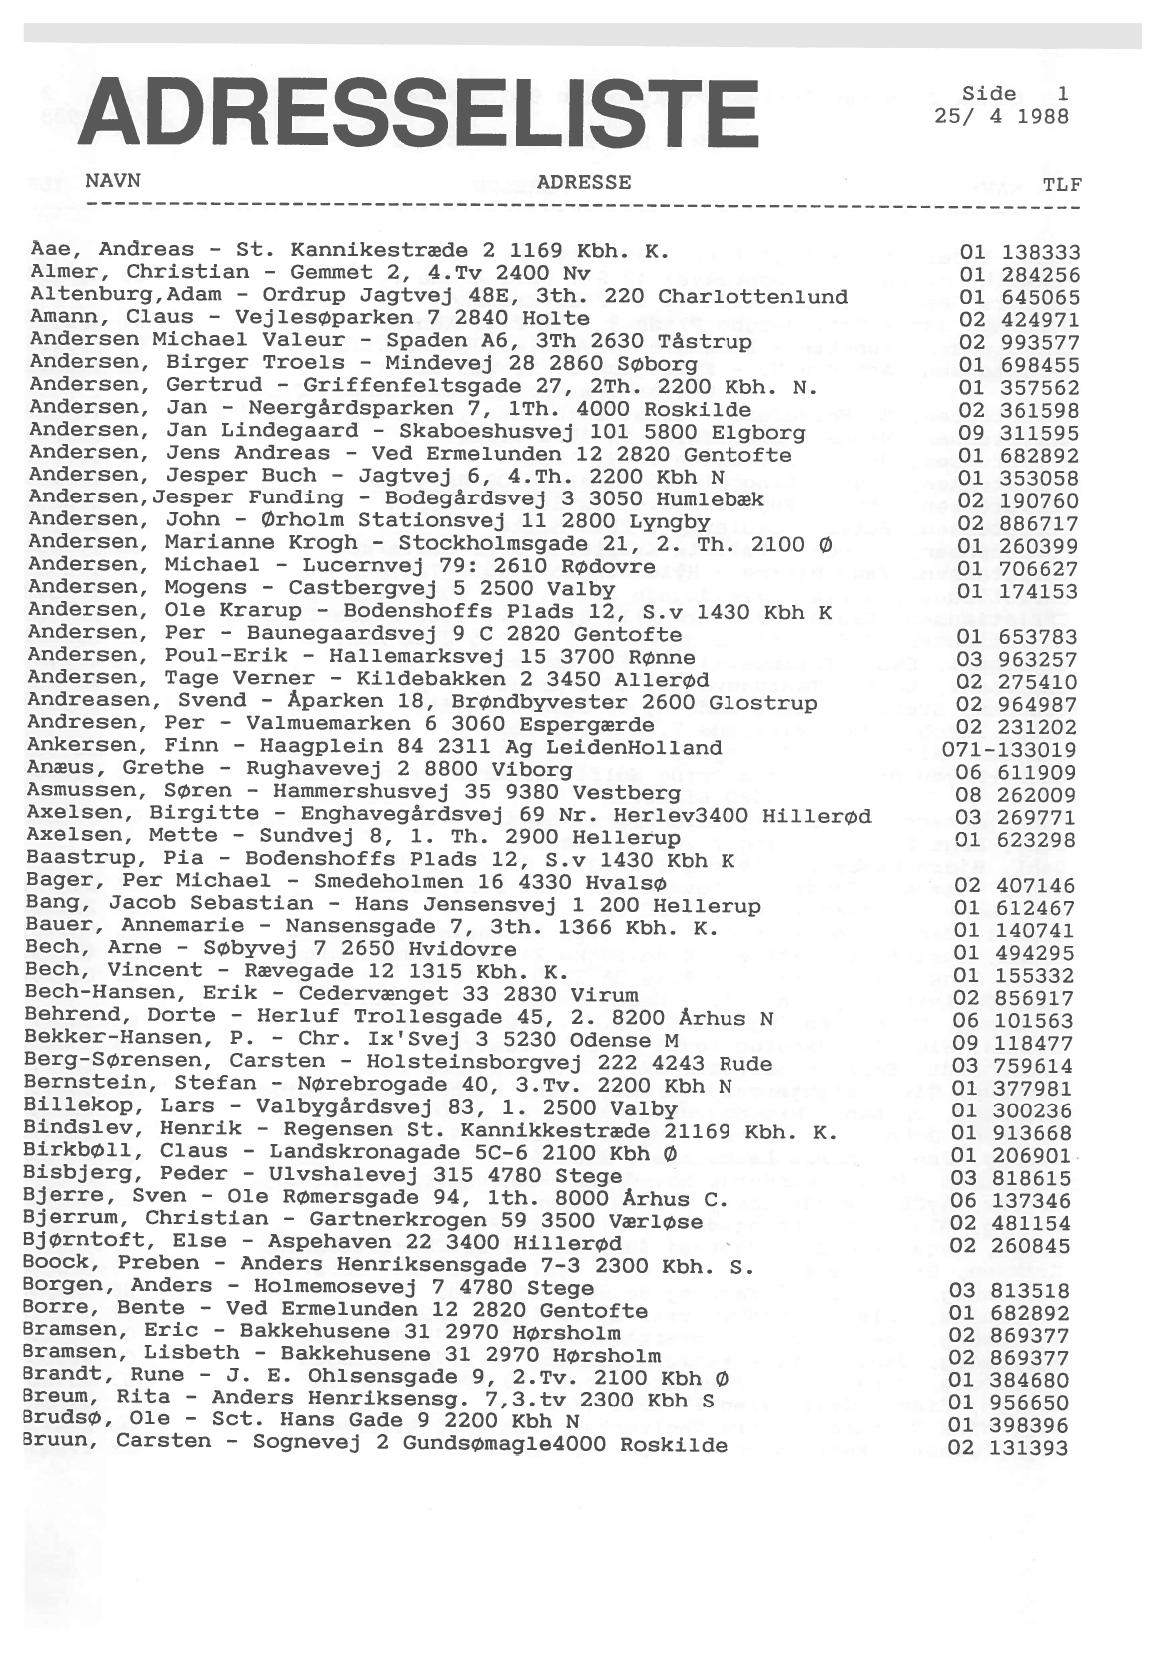 ADRESSELISTE
Side 1
25/ 4 1988
NAVN ADRESSE TLF
Aae, Andreas - St. Kannikestræde 2 1169 Kbh. K. 01 138333
Almer, Christian - Gemmet 2, 4.Tv 2400 Nv 01 284256
Altenburg,Adam - Ordrup Jagtvej 48E, 3th. 220 Charlottenlund 01 645065
Amann, Claus - Vejlesøparken 7 2840 Holte 02 424971
Andersen Michael Valeur - Spaden A6, 3Th 2630 Tåstrup 02 993577
Andersen, Birger Troels - Mindevej 28 2860 Søborg 01 698455
Andersen, Gertrud - Griffenfeltsgade 27, 2Th. 2200 Kbh. N. 01 357562
Andersen, Jan - Neergårdsparken 7, 1Th. 4000 Roskilde 02 361598
Andersen, Jan Lindegaard - Skaboeshusvej 101 5800 Elgborg 09 311595
Andersen, Jens Andreas - Ved Ermelunden 12 2820 Gentofte 01 682892
Andersen, Jesper Buch - Jagtvej 6, 4.Th. 2200 Kbh N 01 353058
Andersen,Jesper Funding - Bodegårdsvej 3 3050 Humlebæk 02 190760
Andersen, John - Ørholm Stationsvej 11 2800 Lyngby 02 886717
Andersen, Marianne Krogh - Stockholmsgade 21, 2. Th. 2100 Ø 01 260399
Andersen, Michael - Lucernvej 79: 2610 Rødovre 01 706627
Andersen, Mogens - Castbergvej 5 2500 Valby 01 174153
Andersen, Ole Krarup - Bodenshoffs Plads 12, S.v 1430 Kbh K
Andersen, Per - Baunegaardsvej 9 C 2820 Gentofte 01 653783
Andersen, Poul-Erik - Hallemarksvej 15 3700 Rønne 03 963257
Andersen, Tage Verner - Kildebakken 2 3450 Allerød 02 275410
Andreasen, Svend - Åparken 18, Brøndbyvester 2600 Glostrup 02 964987
Andresen, Per - Valmuemarken 6 3060 Espergærde 02 231202
Ankersen, Finn - Haagplein 84 2311 Ag LeidenHolland 071-133019
Anæus, Grethe - Rughavevej 2 8800 Viborg 06 611909
Asmussen, Søren - Hammershusvej 35 9380 Vestberg 08 262009
Axelsen, Birgitte - Enghavegårdsvej 69 Nr. Herlev3400 Hillerød 03 269771
Axelsen, Mette - Sundvej 8, 1. Th. 2900 Hellerup 01 623298
Baastrup, Pia - Bodenshoffs Plads 12, S.v 1430 Kbh K
Bager, Per Michael - Smedeholmen 16 4330 Hvalsø 02 407146
Bang, Jacob Sebastian - Hans Jensensvej 1 200 Hellerup 01 612467
Bauer, Annemarie - Nansensgade 7, 3th. 1366 Kbh. K. 01 140741
Bech, Arne - Søbyvej 7 2650 Hvidovre 01 494295
Bech, Vincent - Rævegade 12 1315 Kbh. K. 01 155332
Bech-Hansen, Erik - Cedervænget 33 2830 Virum 02 856917
Behrend, Dorte - Herluf Trollesgade 45, 2. 8200 Århus N 06 101563
Bekker-Hansen, P. - Chr. Ix'Svej 3 5230 Odense M 09 118477
Berg-Sørensen, Carsten - Holsteinsborgvej 222 4243 Rude 03 759614
Bernstein, Stefan - Nørebrogade 40, 3.Tv. 2200 Kbh N 01 377981
Billekop, Lars - Valbygårdsvej 83, 1. 2500 Valby 01 300236
Bindslev, Henrik - Regensen St. Kannikkestræde 21169 Kbh. K. 01 913668
Birkbøll, Claus - Landskronagade 5C-6 2100 Kbh Ø 01 206901
Bisbjerg, Peder - Ulvshalevej 315 4780 Stege 03 818615
Bjerre, Sven - Ole Rømersgade 94, 1th. 8000 Århus C. 06 137346
Bjerrum, Christian - Gartnerkrogen 59 3500 Værløse 02 481154
Bjørntoft, Else - Aspehaven 22 3400 Hillerød 02 260845
Boock, Preben - Anders Henriksensgade 7-3 2300 Kbh. S.
Borgen, Anders - Holmemosevej 7 4780 Stege 03 813518
Borre, Bente - Ved Ermelunden 12 2820 Gentofte 01 682892
Bramsen, Eric - Bakkehusene 31 2970 Hørsholm 02 869377
Bramsen, Lisbeth - Bakkehusene 31 2970 Hørsholm 02 869377
Brandt, Rune - J. E. Ohlsensgade 9, 2.Tv. 2100 Kbh Ø 01 384680
Breum, Rita - Anders Henriksensg. 7,3.tv 2300 Kbh S 01 956650
Brudsø, Ole - Sct. Hans Gade 9 2200 Kbh N 01 398396
Bruun, Carsten - Sognevej 2 Gundsømagle4000 Roskilde 02 131393